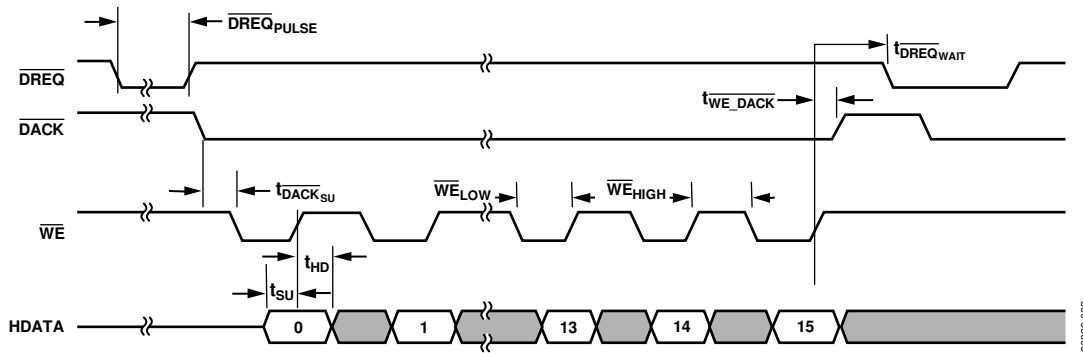 DREQPULSE
tDREQWAIT
DREQ
tWE_DACK
DACK
tDACKSU
WELOW
WEHIGH
WE
tHD
tSU
HDATA
0
1
13
14
15